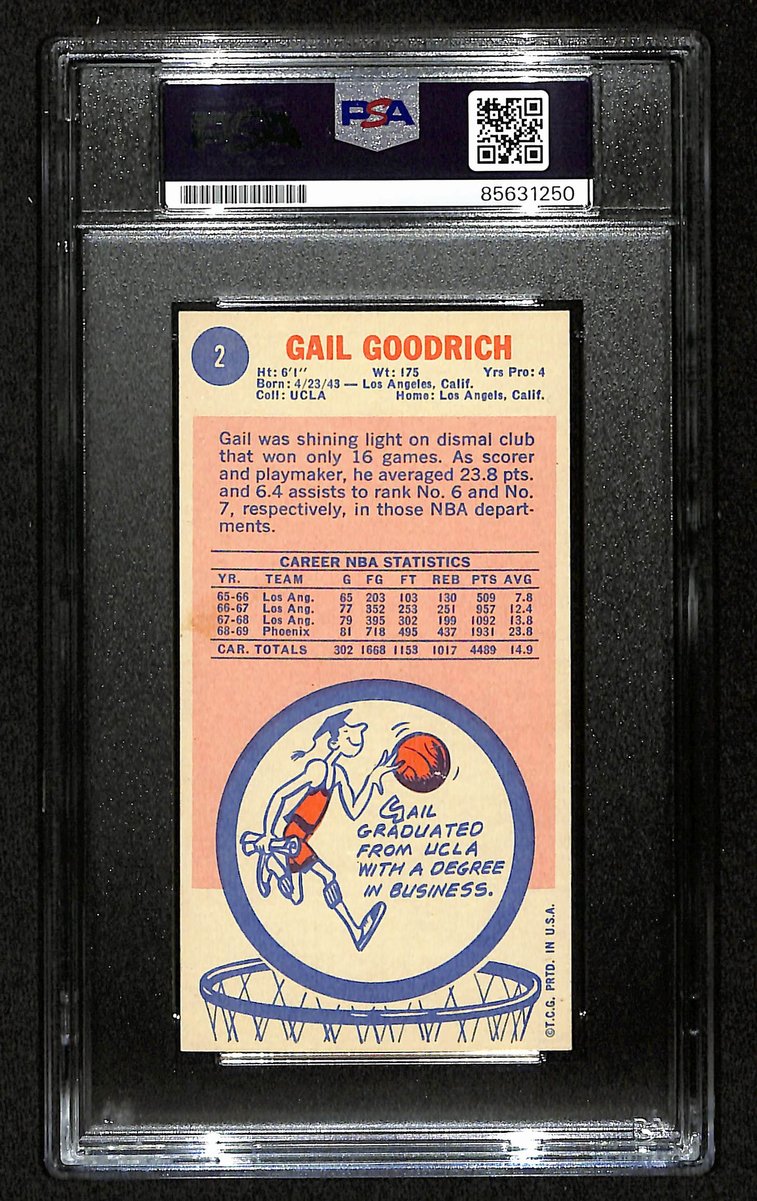 PSA
85631250
2
GAIL GOODRICH
Ht: 6'1" Wt: 175 Yrs Pro: 4
Born: 4/23/43 — Los Angeles, Calif.
Coll: UCLA Home: Los Angels, Calif.
Gail was shining light on dismal club
that won only 16 games. As scorer
and playmaker, he averaged 23.8 pts.
and 6.4 assists to rank No. 6 and No.
7, respectively, in those NBA depart-
ments.
CAREER NBA STATISTICS
YR. TEAM G FG FT REB PTS AVG
65-66 Los Ang. 65 203 103 130 509 7.8
66-67 Los Ang. 77 352 253 251 957 12.4
67-68 Los Ang. 79 395 302 199 1092 13.8
68-69 Phoenix 81 718 495 437 1931 23.8
CAR. TOTALS 302 1668 1153 1017 4489 14.9
GAIL
GRADUATED
FROM UCLA
WITH A DEGREE
IN BUSINESS.
©T.C.G. PRTD. IN U.S.A.